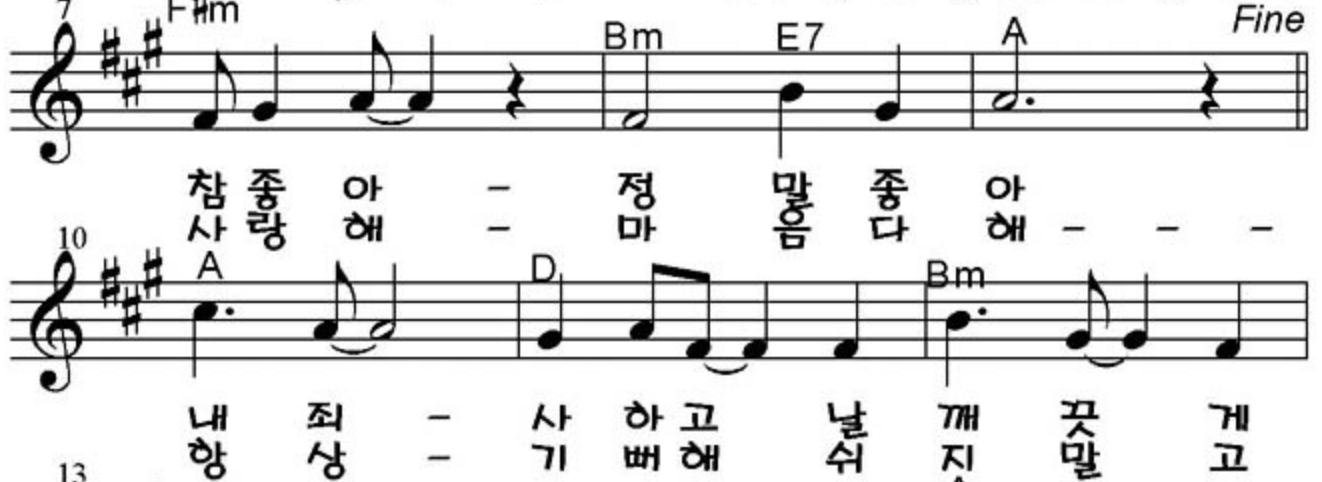 7 F#m Bm E7 A Fine
참 좋 아 - 정 말 좋 아
사 랑 해 - 마 음 다 해 - - -
10 A D Bm
내 죄 - 사 하 고 날 깨 끗 게
항 상 - 기 뻐 해 쉬 지 말 고
13